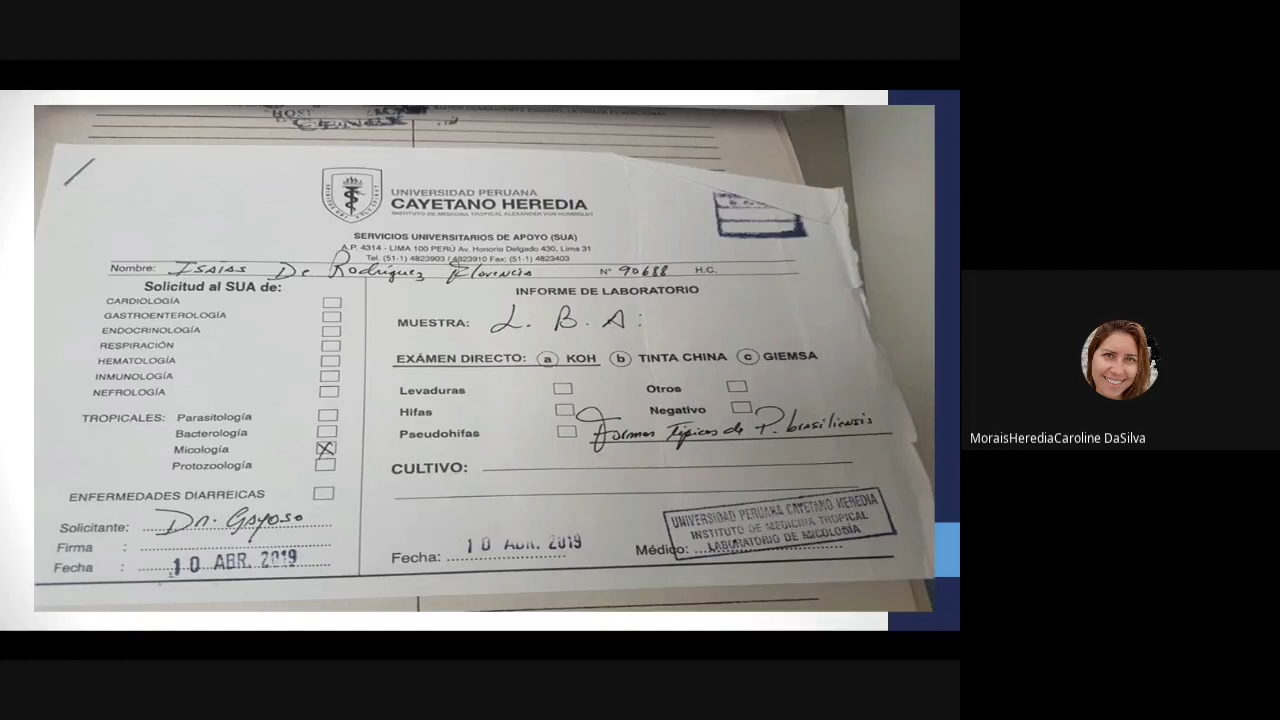 UNIVERSIDAD PERUANA
CAYETANO HEREDIA
INSTITUTO DE MEDICINA TROPICAL ALEXANDER VON HUMBOLDT
SERVICIOS UNIVERSITARIOS DE APOYO (SUA)
A.P. 4314 - LIMA 100 PERÚ Av. Honorio Delgado 430, Lima 31
Tel. (51-1) 4823903 / 4823910 Fax: (51-1) 4823403
Nombre: Isaias De Rodríguez Florencia N° 90688 H.C.
Solicitud al SUA de:
CARDIOLOGÍA
GASTROENTEROLOGÍA
ENDOCRINOLOGÍA
RESPIRACIÓN
HEMATOLOGÍA
INMUNOLOGÍA
NEFROLOGÍA
TROPICALES: Parasitología
Bacterología
Micología X
Protozoología
ENFERMEDADES DIARREICAS
Solicitante: Dr. Gayoso
Firma :
Fecha : 10 ABR. 2019
INFORME DE LABORATORIO
MUESTRA: L. B. A:
EXÁMEN DIRECTO: a KOH b TINTA CHINA c GIEMSA
Levaduras Otros
Hifas Negativo
Pseudohifas Formas Típicas de P. brasiliensis
CULTIVO:
Fecha: 10 ABR. 2019 Médico:
UNIVERSIDAD PERUANA CAYETANO HEREDIA
INSTITUTO DE MEDICINA TROPICAL
LABORATORIO DE MICOLOGÍA
MoraisHerediaCaroline DaSilva